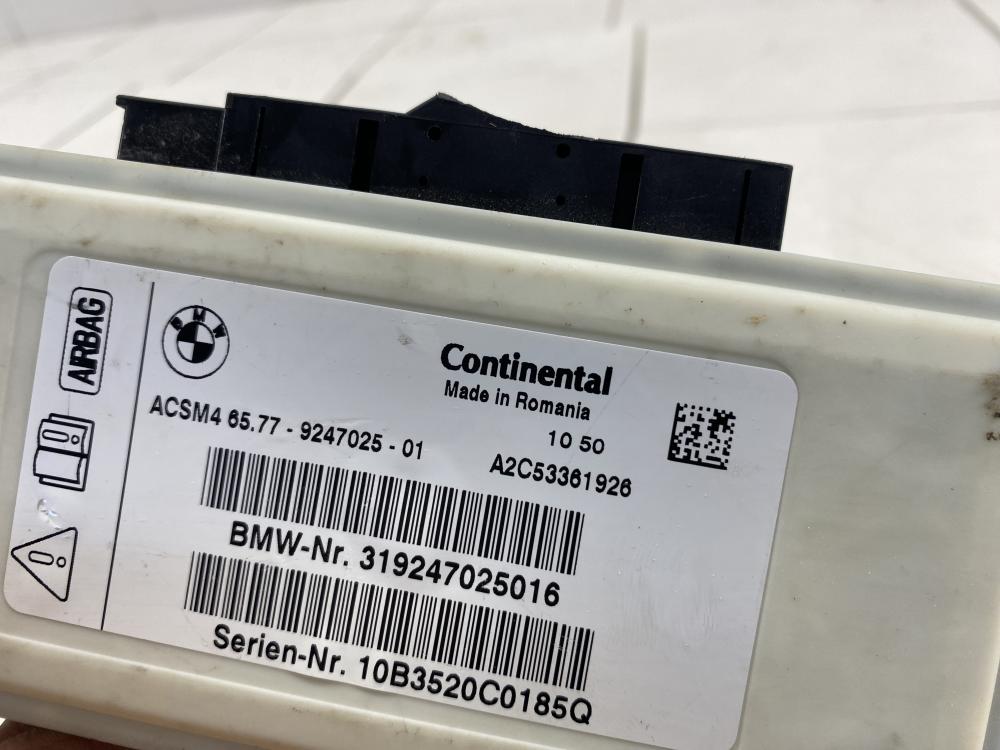 AIRBAG
BMW
Continental
Made in Romania
ACSM4 65.77 - 9247025 - 01
10 50
A2C53361926
BMW-Nr. 319247025016
Serien-Nr. 10B3520C0185Q